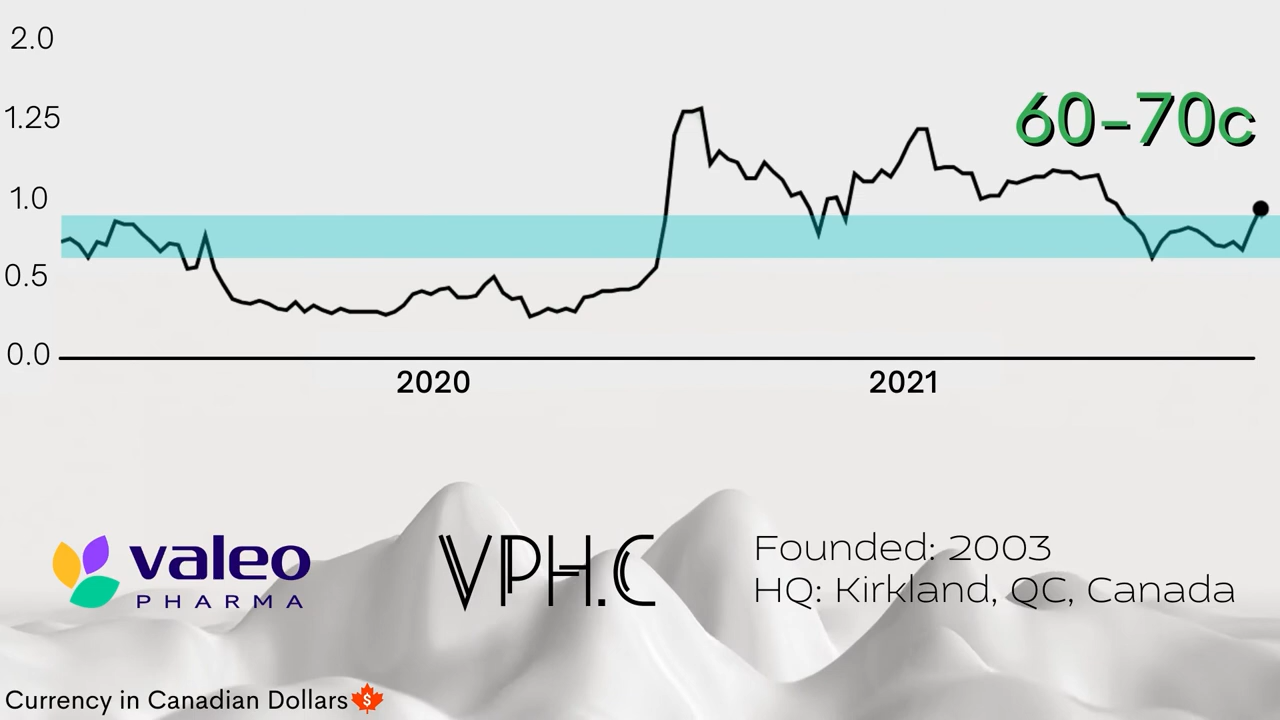 2.0
60-70c
1.25
1.0
0.5
0.0
2020 2021
valeo
PHARMA
VPH.C
Founded: 2003
HQ: Kirkland, QC, Canada
Currency in Canadian Dollars
$